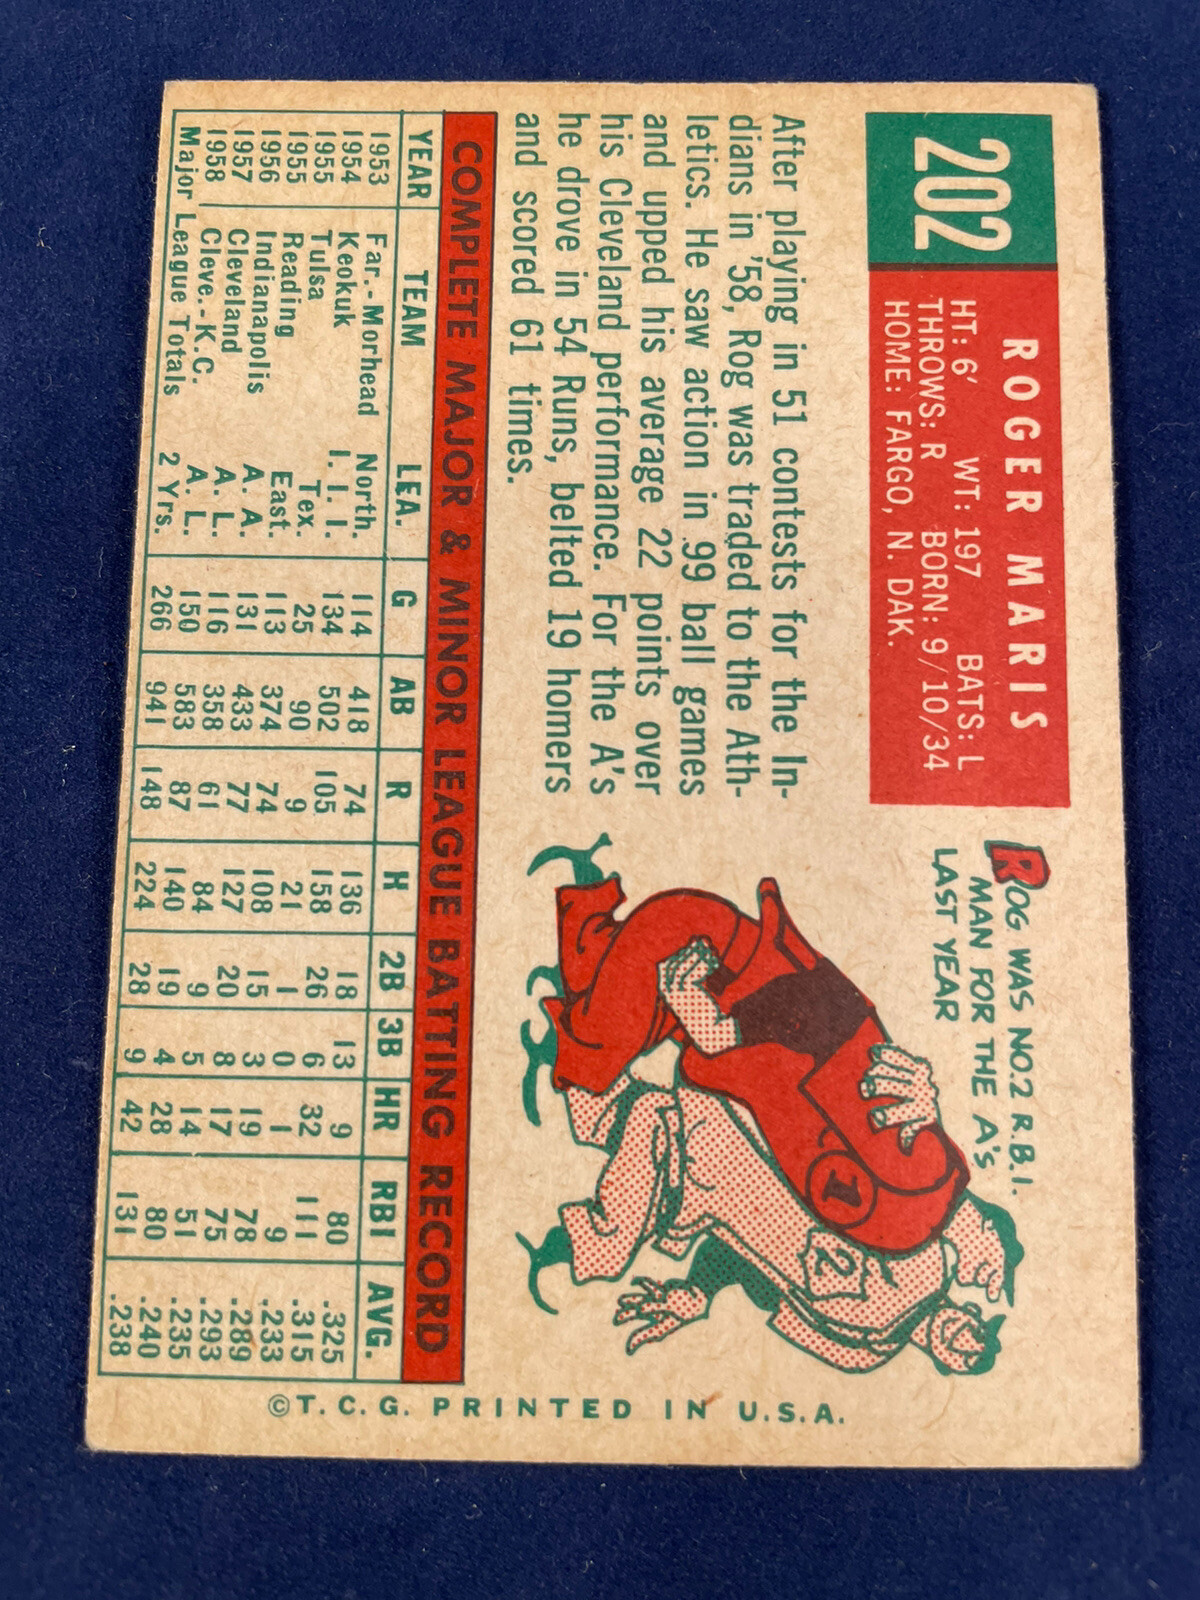 202
ROGER MARIS
HT: 6' WT: 197 BATS: L
THROWS: R BORN: 9/10/34
HOME: FARGO, N. DAK.
After playing in 51 contests for the In-
dians in '58, Rog was traded to the Ath-
letics. He saw action in 99 ball games
and upped his average 22 points over
his Cleveland performance. For the A's
he drove in 54 Runs, belted 19 homers
and scored 61 times.
ROG WAS NO.2 R.B.I.
MAN FOR THE A'S
LAST YEAR
1
2
COMPLETE MAJOR & MINOR LEAGUE BATTING RECORD
YEAR TEAM LEA. G AB R H 2B 3B HR RBI AVG.
1953 Far.-Morhead North. 114 418 74 136 18 13 9 80 .325
1954 Keokuk I. I. I. 134 502 105 158 26 6 32 111 .315
1955 Tulsa Tex. 25 90 9 21 1 0 1 9 .233
1955 Reading East. 113 374 74 108 15 3 19 78 .289
1956 Indianapolis A. A. 131 433 77 127 20 8 17 75 .293
1957 Cleveland A. L. 116 358 61 84 9 5 14 51 .235
1958 Cleve.-K.C. A. L. 150 583 87 140 19 4 28 80 .240
Major League Totals 2 Yrs. 266 941 148 224 28 9 42 131 .238
©T. C. G. PRINTED IN U.S.A.